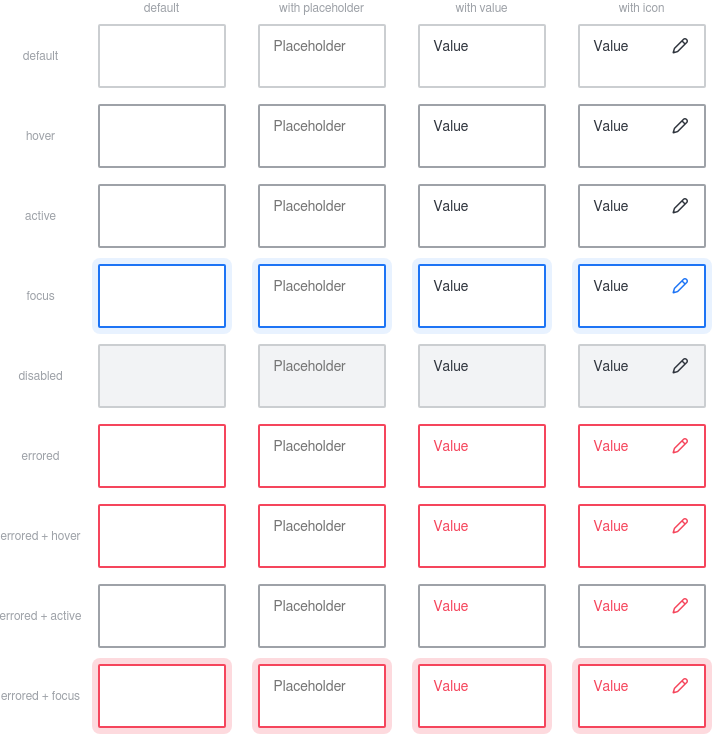 default with placeholder with value with icon
default Placeholder Value Value
hover Placeholder Value Value
active Placeholder Value Value
focus Placeholder Value Value
disabled Placeholder Value Value
errored Placeholder Value Value
errored + hover Placeholder Value Value
errored + active Placeholder Value Value
errored + focus Placeholder Value Value